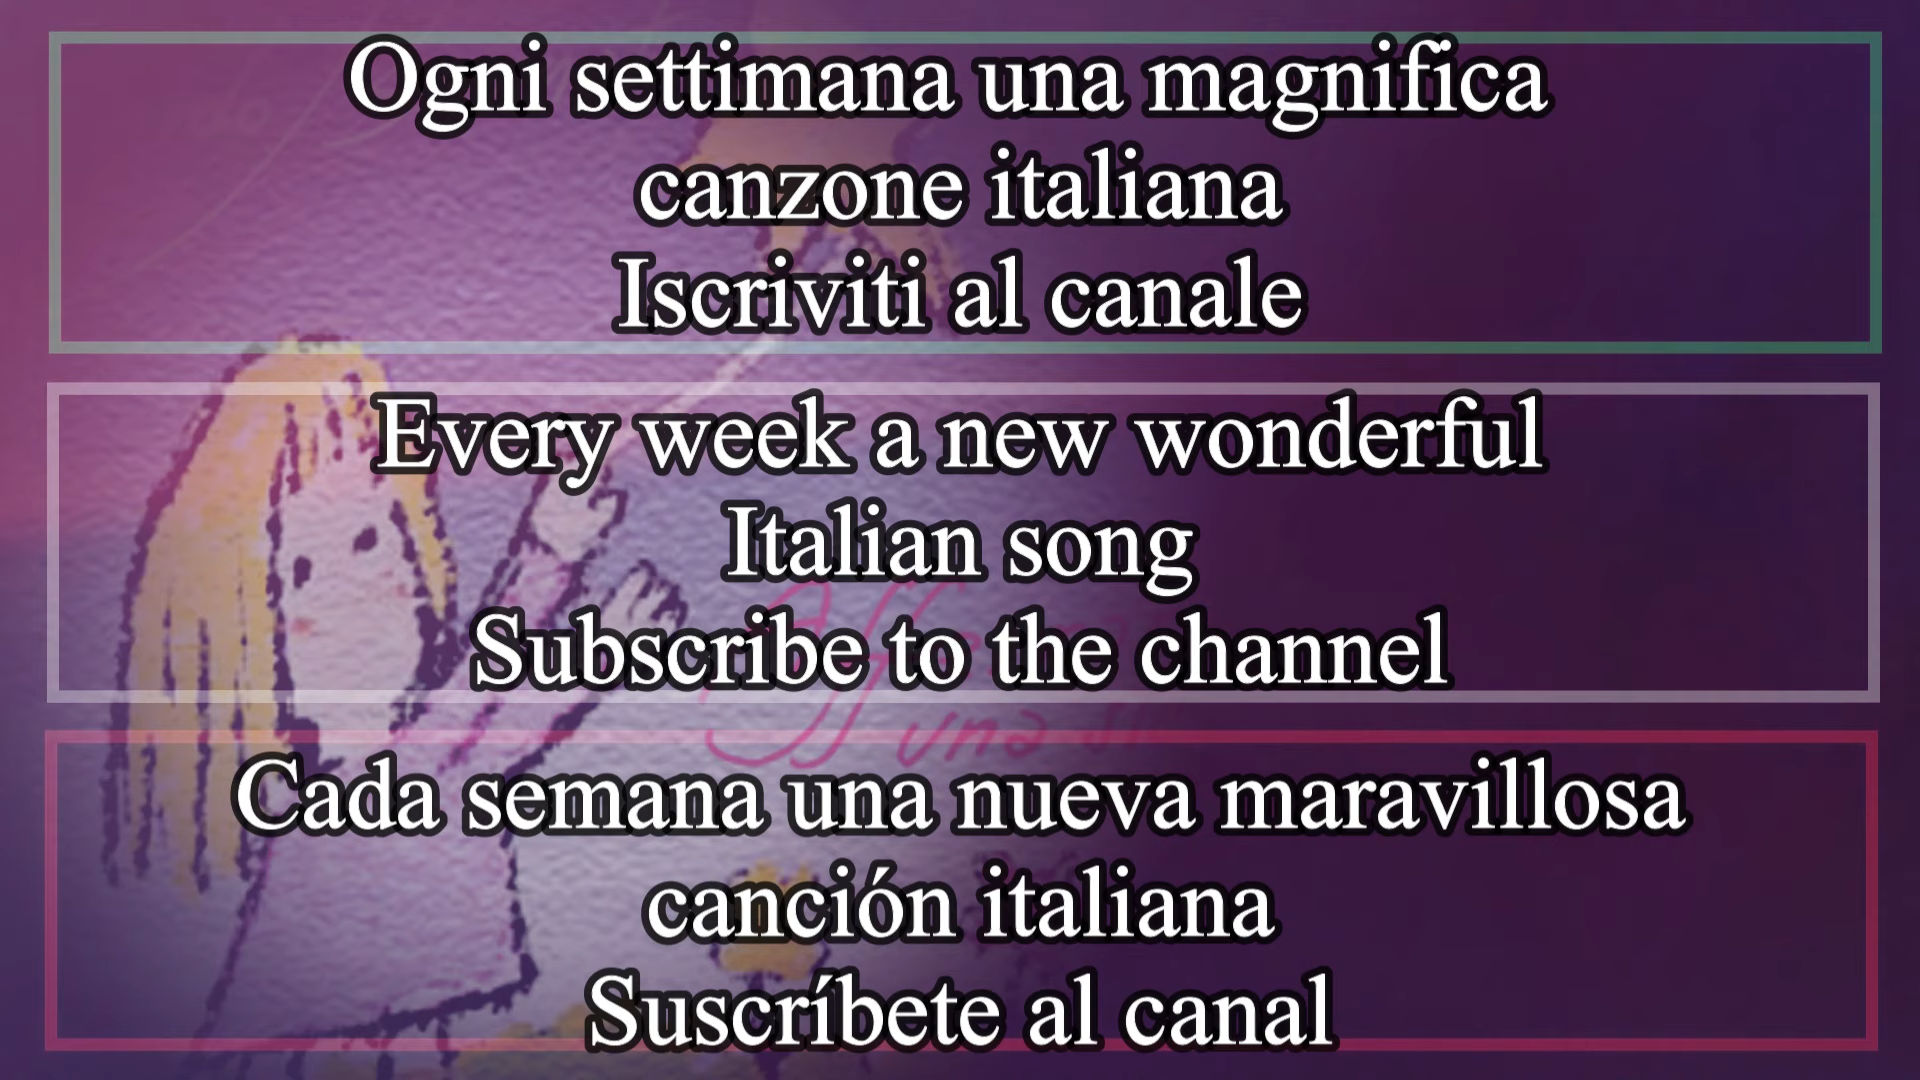 Ogni settimana una magnifica
canzone italiana
Iscriviti al canale
Every week a new wonderful
Italian song
Subscribe to the channel
una
Cada semana una nueva maravillosa
canción italiana
Suscríbete al canal